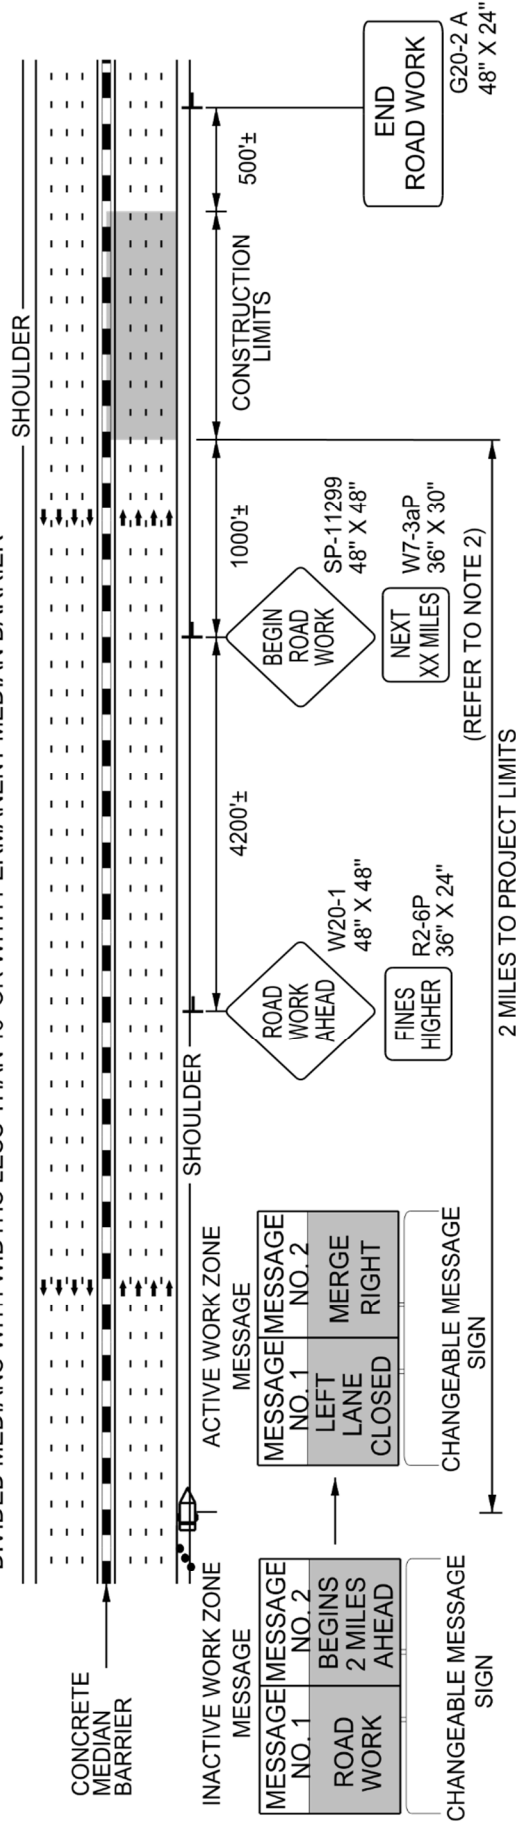 DIVIDED MEDIANS WITH WIDTHS LESS THAN OR WITH PERMANENT MEDIAN BARRIER
SHOULDER
CONCRETE
MEDIAN
BARRIER
SHOULDER
INACTIVE WORK ZONE
MESSAGE
MESSAGE
NO. 1
MESSAGE
NO. 2
ROAD
WORK
BEGINS
2 MILES
AHEAD
CHANGEABLE MESSAGE
SIGN
ACTIVE WORK ZONE
MESSAGE
MESSAGE
NO. 1
MESSAGE
NO. 2
LEFT
LANE
CLOSED
MERGE
RIGHT
CHANGEABLE MESSAGE
SIGN
4200'±
1000'±
CONSTRUCTION
LIMITS
500'±
ROAD
WORK
AHEAD
W20-1
48" X 48"
FINES
HIGHER
R2-6P
36" X 24"
BEGIN
ROAD
WORK
SP-11299
48" X 48"
NEXT
XX MILES
W7-3aP
36" X 30"
END
ROAD WORK
G20-2 A
48" X 24"
(REFER TO NOTE 2)
2 MILES TO PROJECT LIMITS